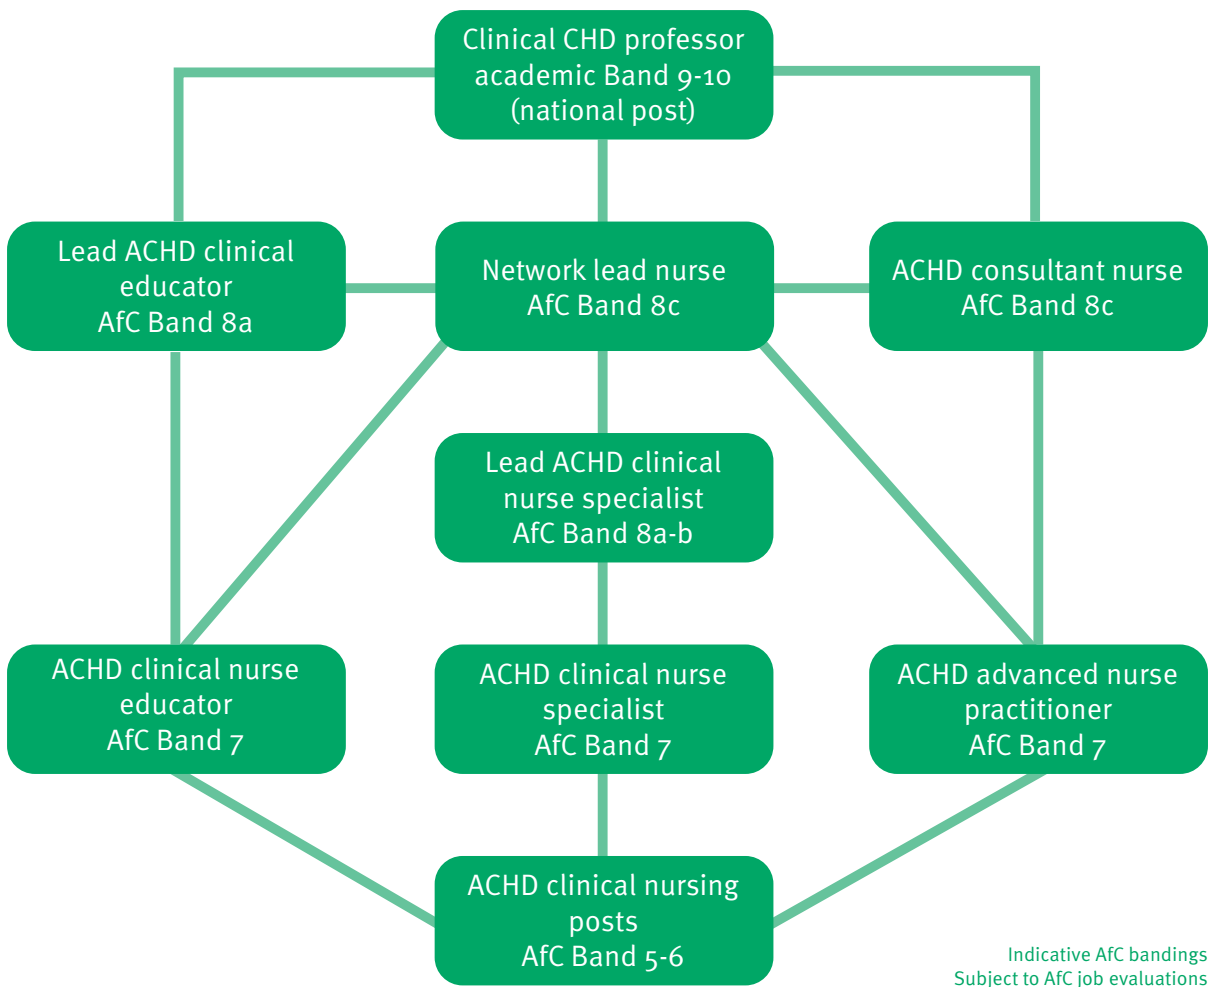 Clinical CHD professor
academic Band 9-10
(national post)
Lead ACHD clinical
educator
AfC Band 8a
Network lead nurse
AfC Band 8c
ACHD consultant nurse
AfC Band 8c
Lead ACHD clinical
nurse specialist
AfC Band 8a-b
ACHD clinical nurse
educator
AfC Band 7
ACHD clinical nurse
specialist
AfC Band 7
ACHD advanced nurse
practitioner
AfC Band 7
ACHD clinical nursing
posts
AfC Band 5-6
Indicative AfC bandings
Subject to AfC job evaluations